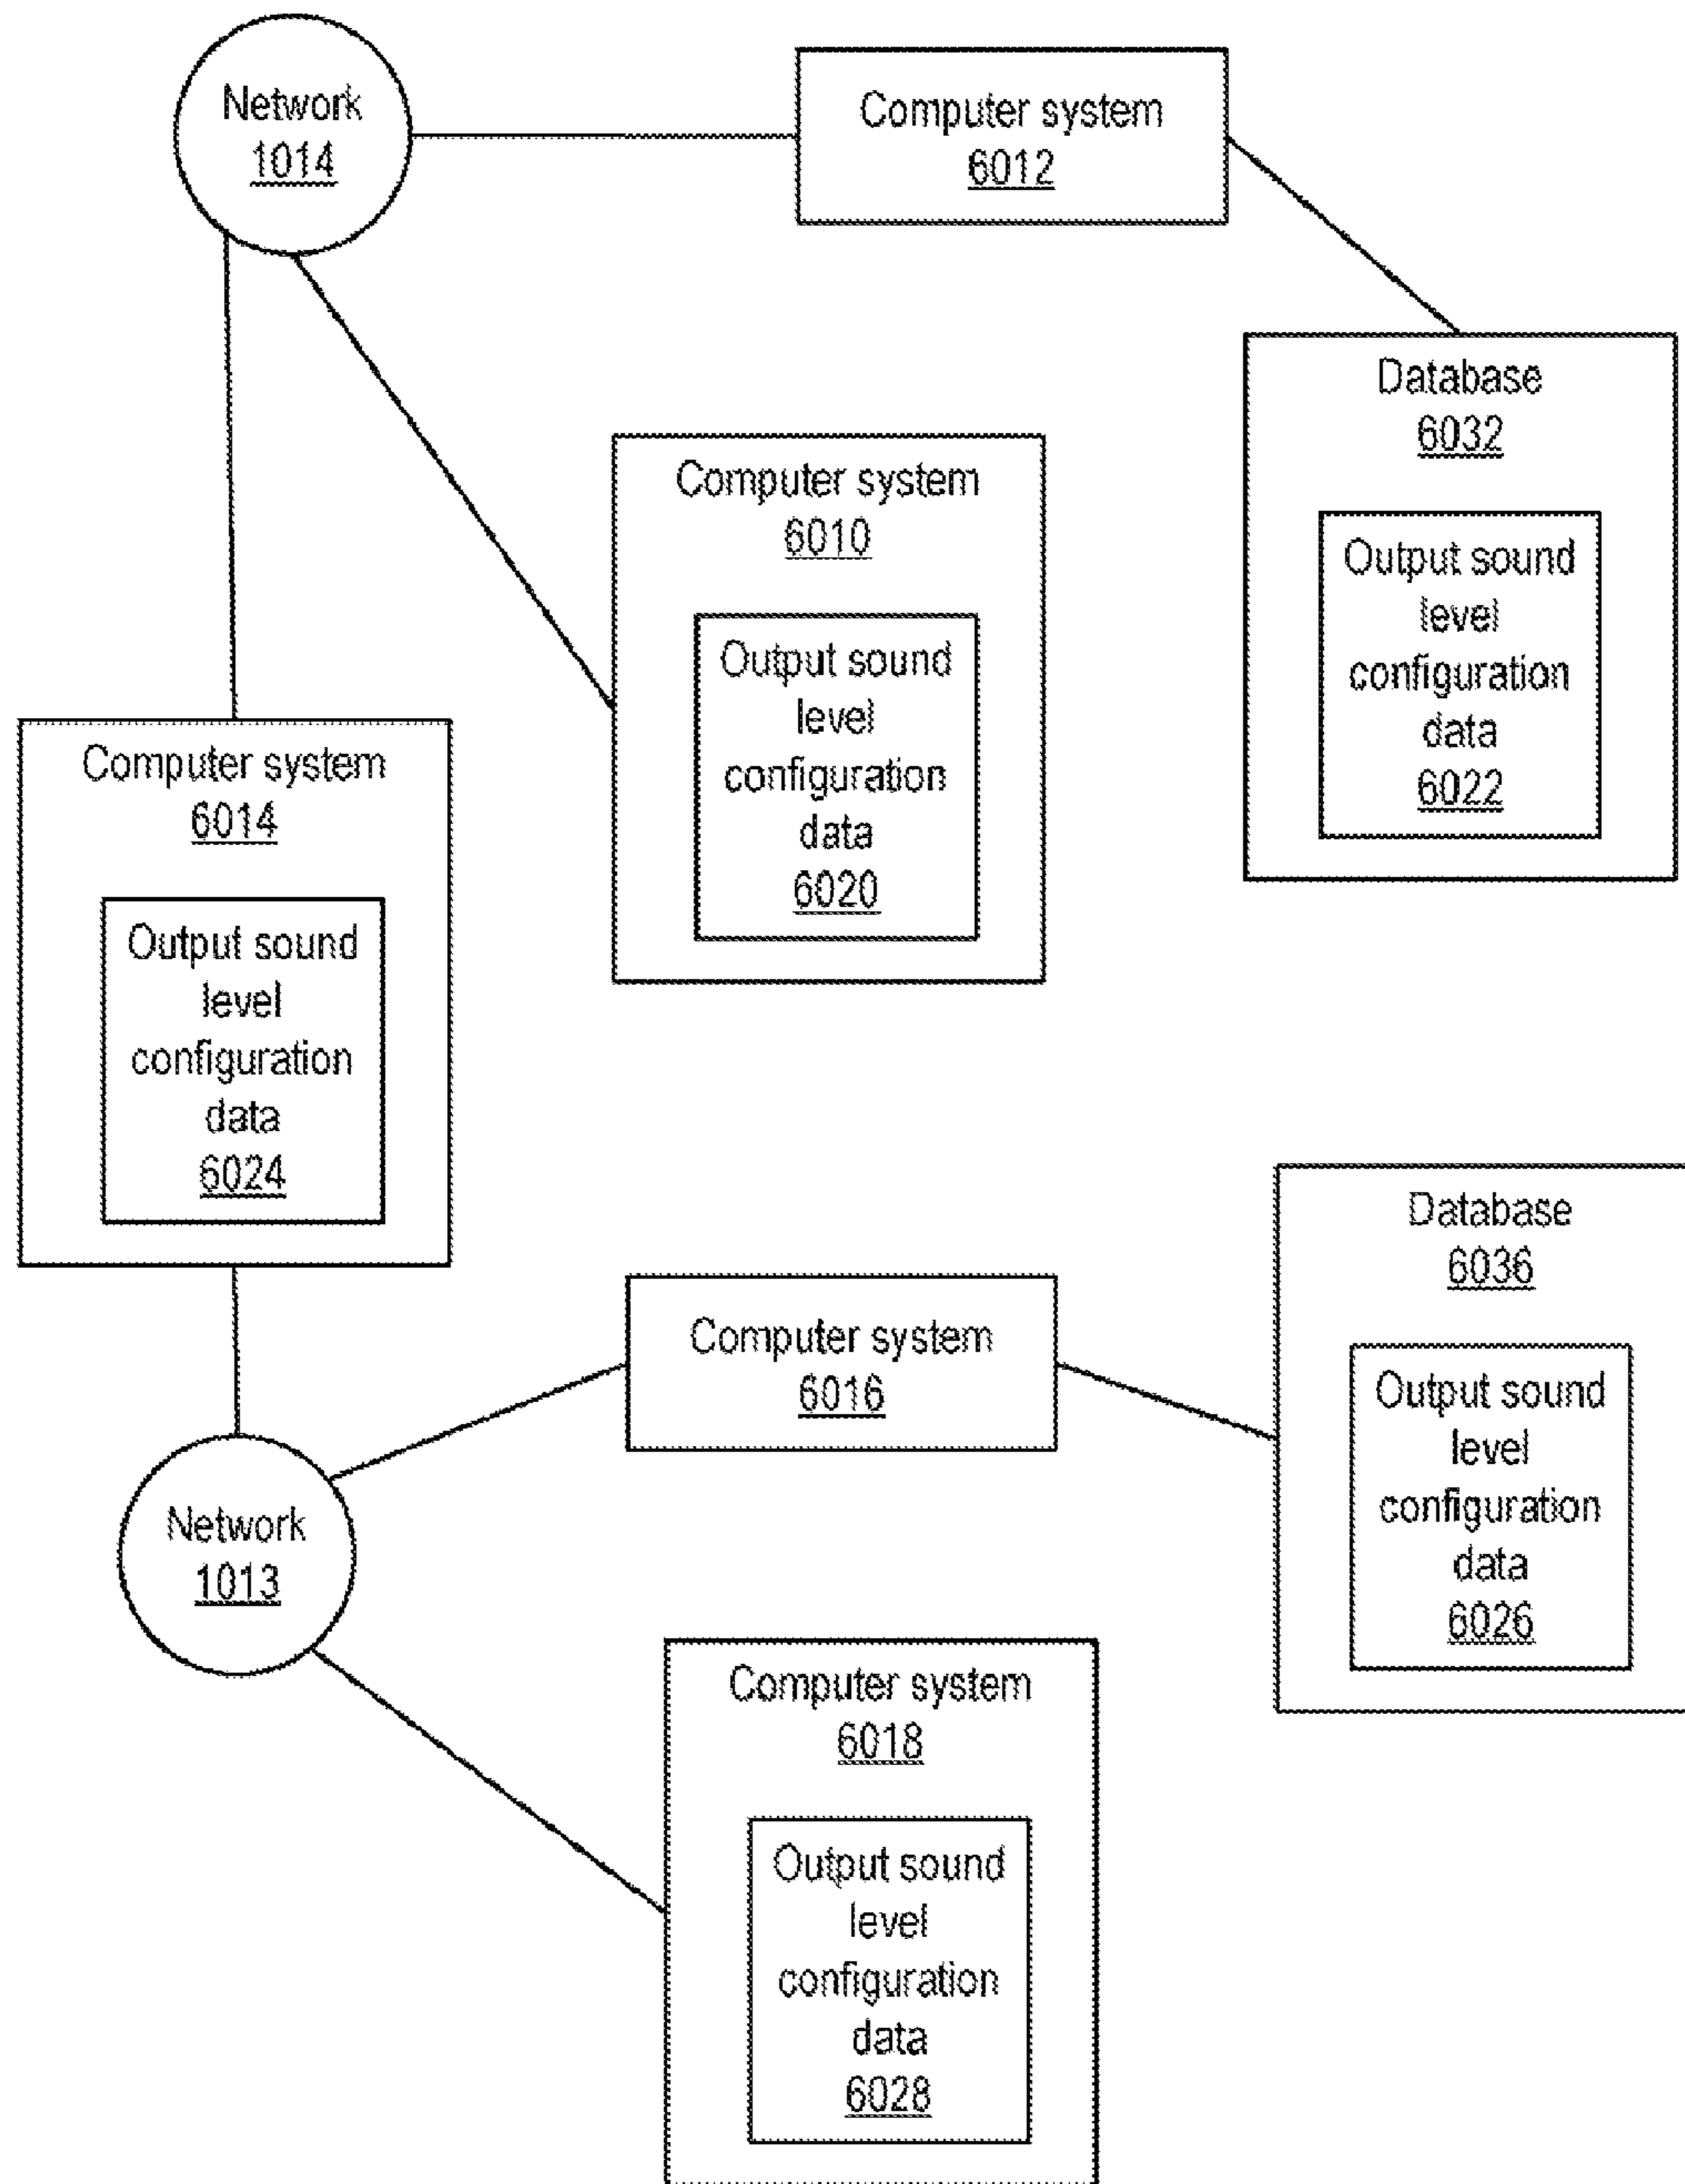 Network
1014
Computer system
6012
Database
6032
Output sound
level
configuration
data
6022
Computer system
6010
Output sound
level
configuration
data
6020
Computer system
6014
Output sound
level
configuration
data
6024
Database
6036
Output sound
level
configuration
data
6026
Computer system
6016
Network
1013
Computer system
6018
Output sound
level
configuration
data
6028